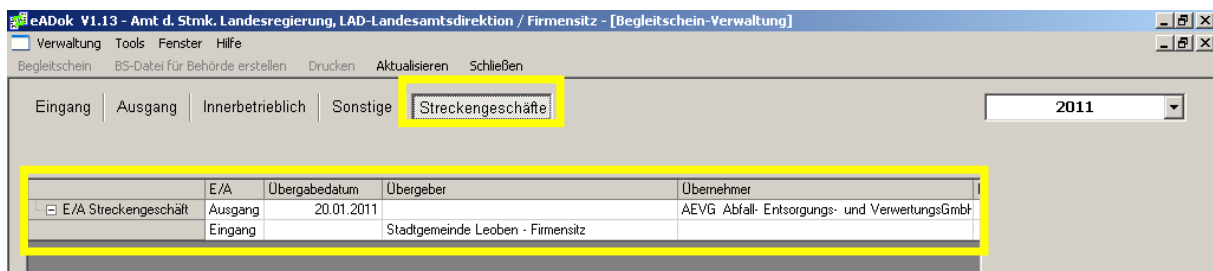 eADok V1.13 - Amt d. Stmk. Landesregierung, LAD-Landesamtsdirektion / Firmensitz - [Begleitschein-Verwaltung]
Verwaltung Tools Fenster Hilfe
Begleitschein BS-Datei für Behörde erstellen Drucken Aktualisieren Schließen
Eingang Ausgang Innerbetrieblich Sonstige Streckengeschäfte 2011
E/A Übergabedatum Übergeber Übernehmer
E/A Streckengeschäft Ausgang 20.01.2011 AEVG Abfall- Entsorgungs- und VerwertungsGmbH
Eingang Stadtgemeinde Leoben - Firmensitz